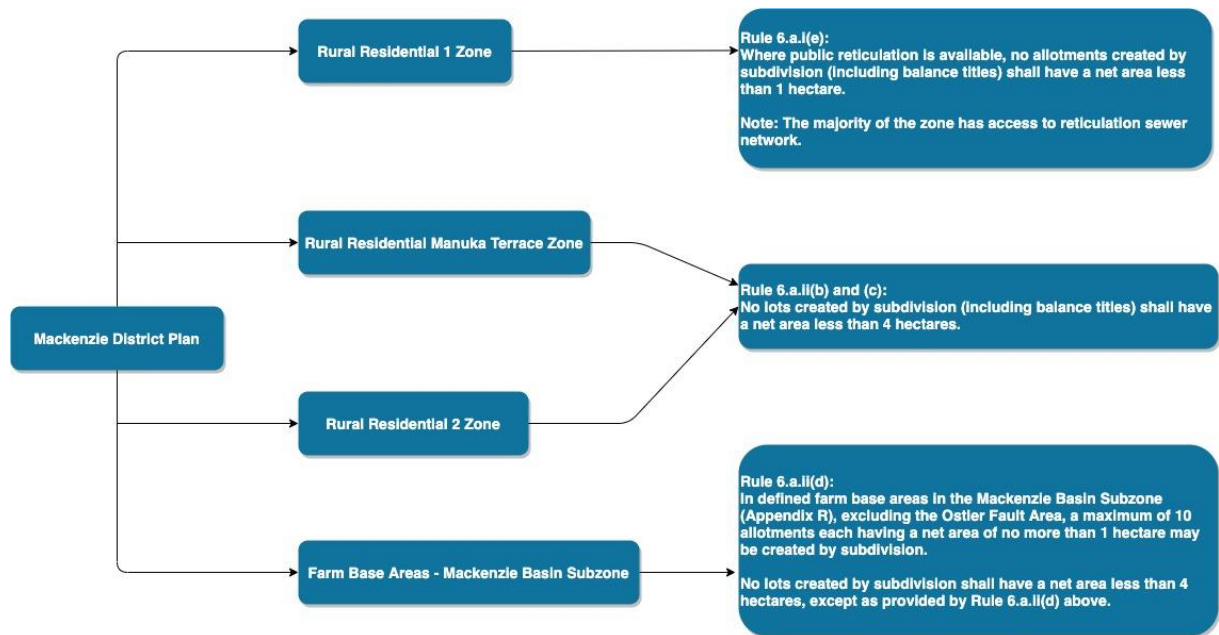 Mackenzie District Plan
Rural Residential 1 Zone
Rule 6.a.i(e):
Where public reticulation is available, no allotments created by
subdivision (including balance titles) shall have a net area less
than 1 hectare.
Note: The majority of the zone has access to reticulation sewer
network.
Rural Residential Manuka Terrace Zone
Rural Residential 2 Zone
Rule 6.a.ii(b) and (c):
No lots created by subdivision (including balance titles) shall have
a net area less than 4 hectares.
Farm Base Areas - Mackenzie Basin Subzone
Rule 6.a.ii(d):
In defined farm base areas in the Mackenzie Basin Subzone
(Appendix R), excluding the Ostler Fault Area, a maximum of 10
allotments each having a net area of no more than 1 hectare may
be created by subdivision.
No lots created by subdivision shall have a net area less than 4
hectares, except as provided by Rule 6.a.ii(d) above.